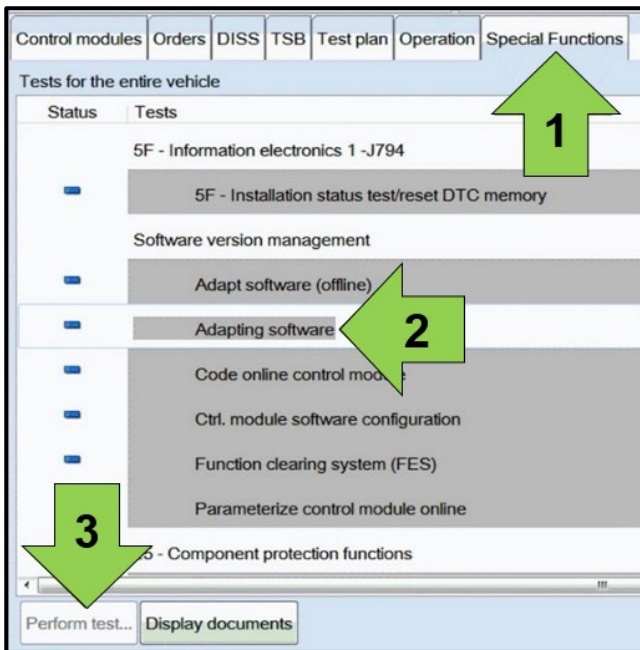 Control modules Orders DISS TSB Test plan Operation Special Functions
Tests for the entire vehicle
Status Tests
1
5F - Information electronics 1 -J794
5F - Installation status test/reset DTC memory
Software version management
Adapt software (offline)
Adapting software 2
Code online control
Ctrl. module software configuration
Function clearing system (FES)
Parameterize control module online
3
- Component protection functions
Perform test... Display documents